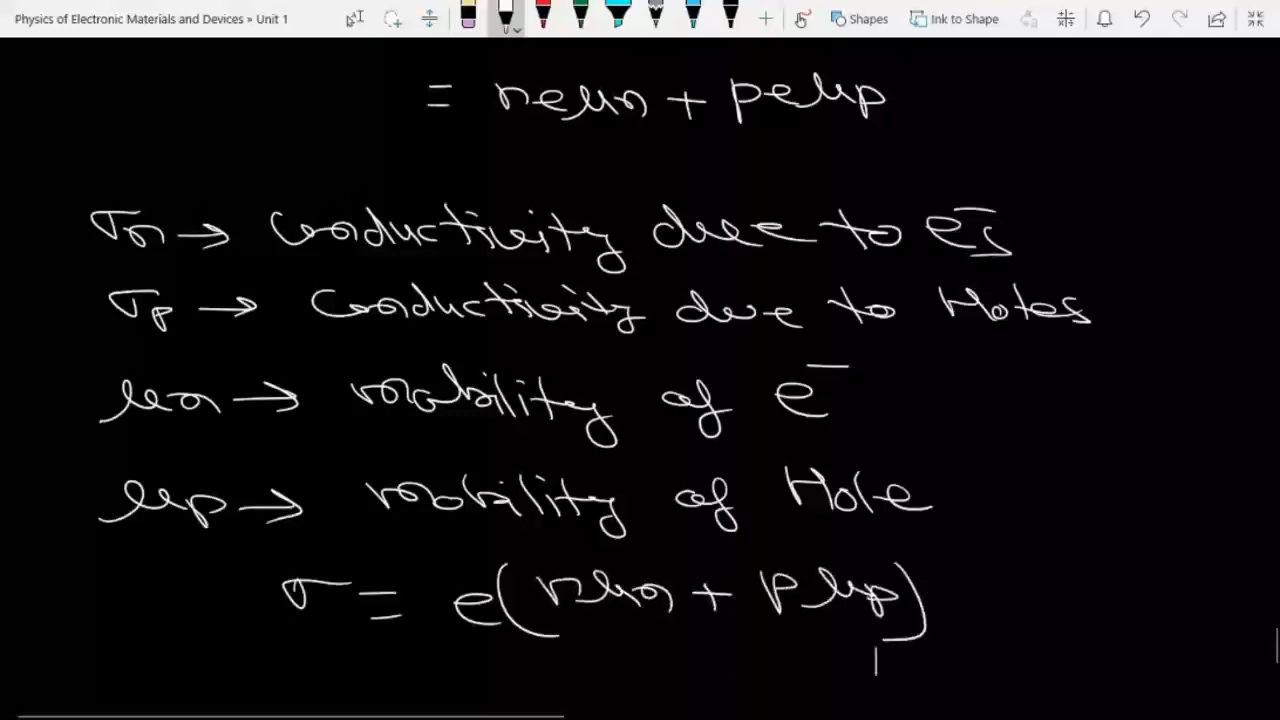 Physics of Electronic Materials and Devices » Unit 1
Shapes
Ink to Shape
= neμn + peμp
σn → conductivity due to e⁻s
σp → conductivity due to Holes
μn → mobility of e⁻
μp → mobility of Hole
σ = e(nμn + pμp)